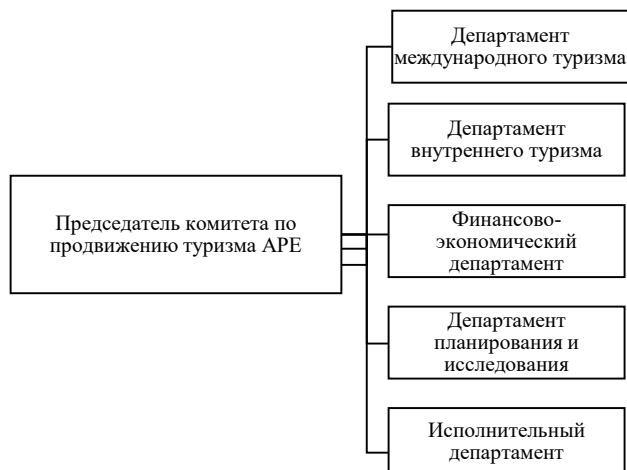 Департамент
международного туризма
Департамент
внутреннего туризма
Председатель комитета по
продвижению туризма АРЕ
Финансово-
экономический
департамент
Департамент
планирования и
исследования
Исполнительный
департамент